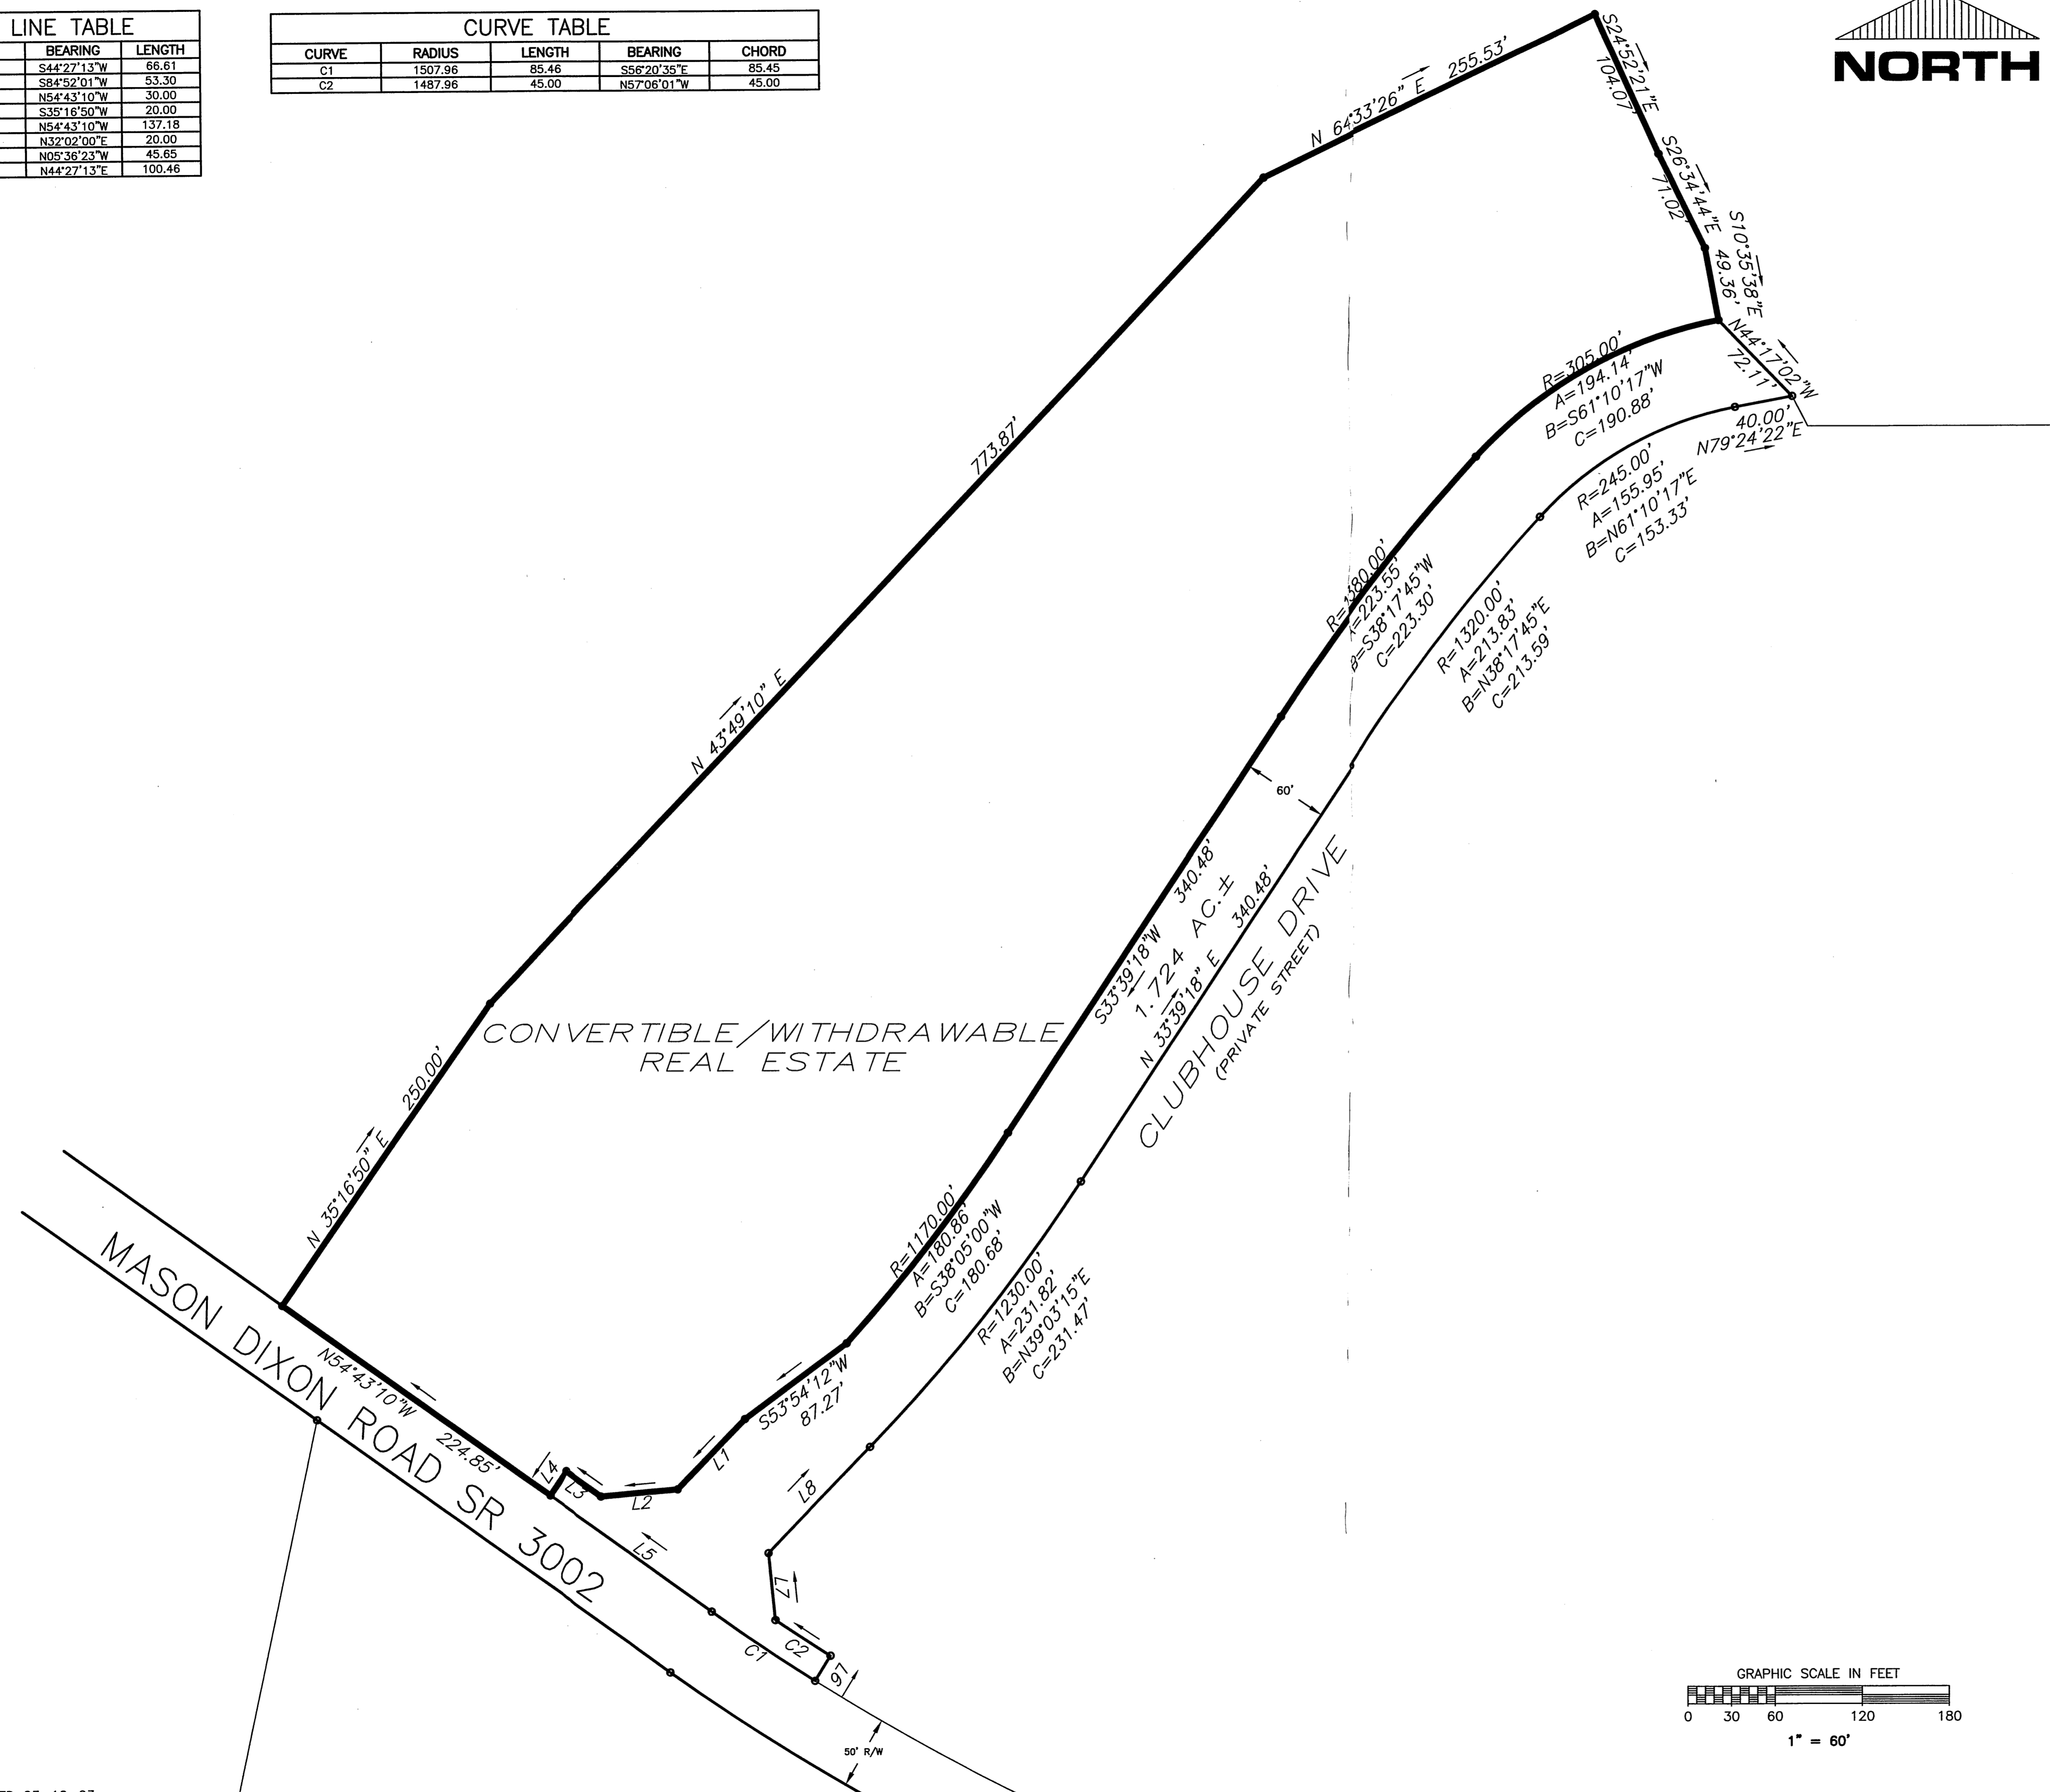 LINE TABLE
BEARING LENGTH
S44°27'13"W 66.61
S84°52'01"W 53.30
N54°43'10"W 30.00
S35°16'50"W 20.00
N54°43'10"W 137.18
N32°02'00"E 20.00
N05°36'23"W 45.65
N44°27'13"E 100.46
CURVE TABLE
CURVE RADIUS LENGTH BEARING CHORD
C1 1507.96 85.46 S56°20'35"E 85.45
C2 1487.96 45.00 N57°06'01"W 45.00
NORTH
N 64°33'26" E 255.53'
S24°52'21"E
104.07'
S26°34'44"E
71.02'
S10°35'38"E
49.36'
N44°17'02"W
72.11'
40.00'
N79°24'22"E
R=305.00'
A=194.14'
B=S61°10'17"W
C=190.88'
R=245.00'
A=155.95'
B=N61°10'17"E
C=153.33'
N 43°49'10" E 773.87'
R=1380.00'
A=223.55'
B=S38°17'45"W
C=223.30'
R=1320.00'
A=213.83'
B=N38°17'45"E
C=213.59'
60'
S33°39'18"W 340.48'
1.724 AC.±
N 33°39'18" E 340.48'
CLUBHOUSE DRIVE
(PRIVATE STREET)
CONVERTIBLE/WITHDRAWABLE
REAL ESTATE
N 35°16'50" E 250.00'
R=1170.00'
A=180.86'
B=S38°05'00"W
C=180.68'
R=1230.00'
A=231.82'
B=N39°03'15"E
C=231.47'
S53°54'12"W
87.27'
MASON DIXON ROAD SR 3002
N54°43'10"W 224.85'
L4
L3
L2
L1
L5
L8
L7
C2
C1
L6
50' R/W
GRAPHIC SCALE IN FEET
0 30 60 120 180
1" = 60'